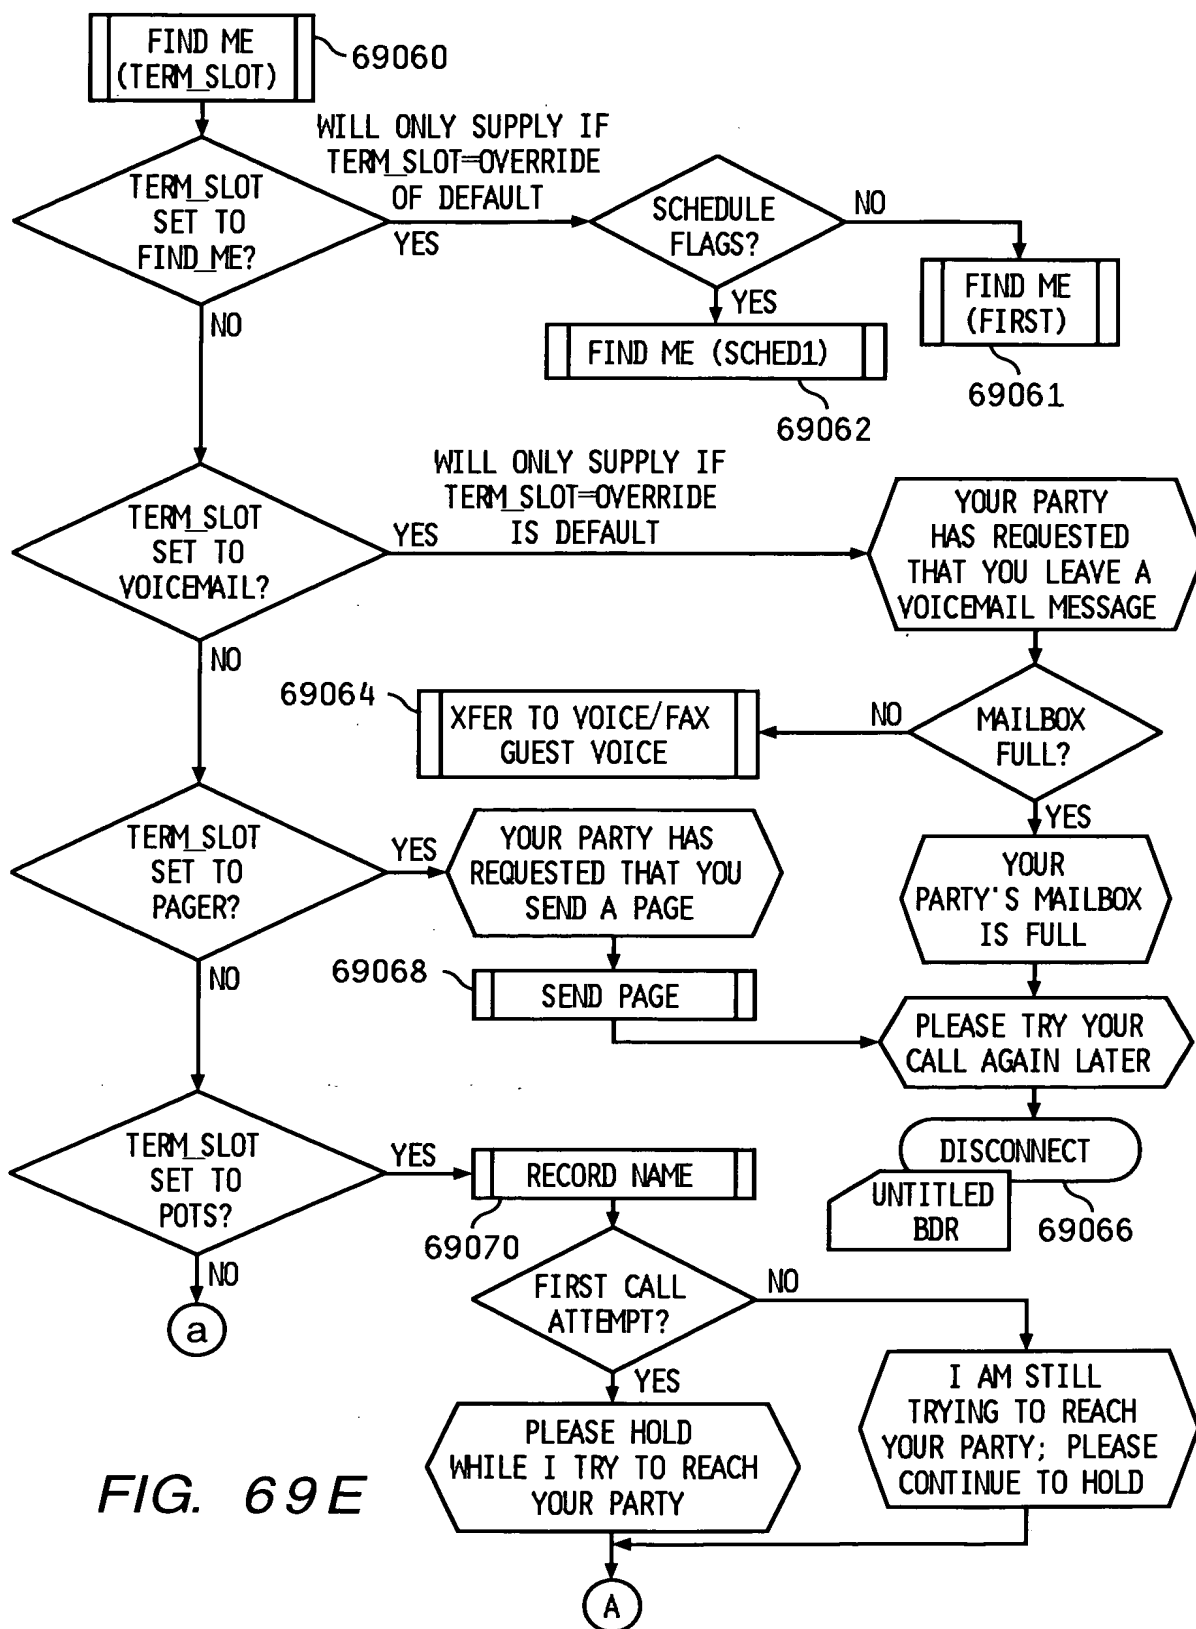 FIND ME
(TERM_SLOT)
69060
WILL ONLY SUPPLY IF
TERM_SLOT=OVERRIDE
OF DEFAULT
TERM_SLOT
SET TO
FIND_ME?
YES
SCHEDULE
FLAGS?
NO
NO
YES
FIND ME
(FIRST)
FIND ME (SCHED1)
69061
69062
WILL ONLY SUPPLY IF
TERM_SLOT=OVERRIDE
IS DEFAULT
TERM_SLOT
SET TO
VOICEMAIL?
YES
YOUR PARTY
HAS REQUESTED
THAT YOU LEAVE A
VOICEMAIL MESSAGE
NO
69064
XFER TO VOICE/FAX
GUEST VOICE
NO
MAILBOX
FULL?
YES
TERM_SLOT
SET TO
PAGER?
YES
YOUR PARTY HAS
REQUESTED THAT YOU
SEND A PAGE
YOUR
PARTY'S MAILBOX
IS FULL
NO
69068
SEND PAGE
PLEASE TRY YOUR
CALL AGAIN LATER
TERM_SLOT
SET TO
POTS?
YES
RECORD NAME
DISCONNECT
UNTITLED
BDR
69066
69070
NO
a
FIRST CALL
ATTEMPT?
NO
YES
PLEASE HOLD
WHILE I TRY TO REACH
YOUR PARTY
I AM STILL
TRYING TO REACH
YOUR PARTY; PLEASE
CONTINUE TO HOLD
FIG. 69E
A